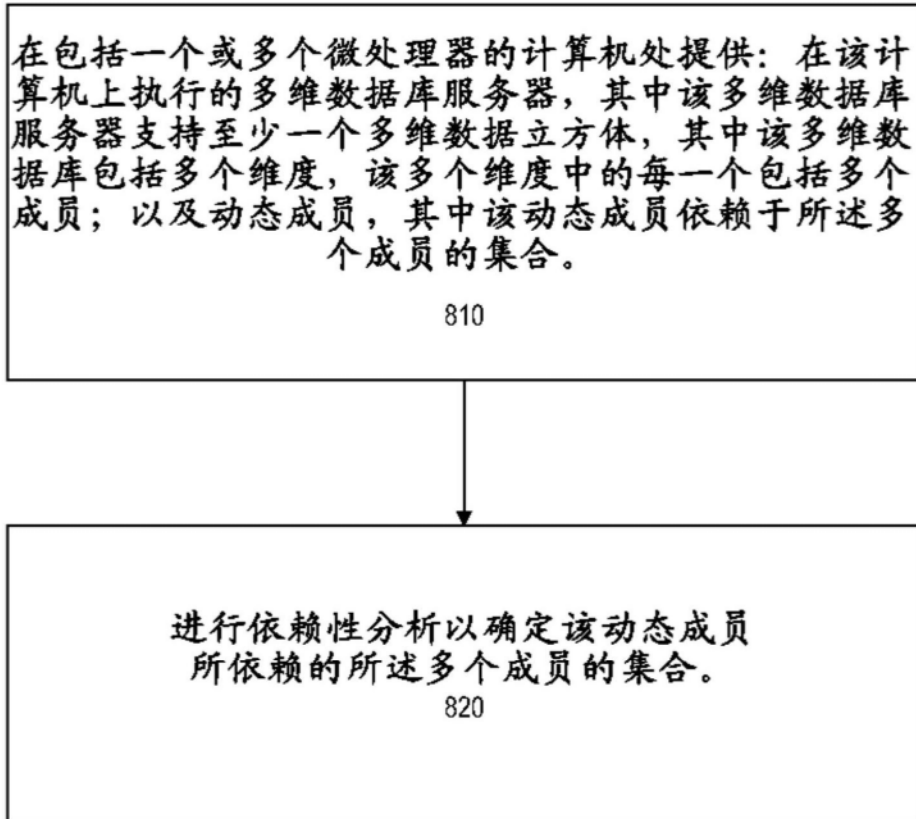 在包括一个或多个微处理器的计算机处提供：在该计
算机上执行的多维数据库服务器，其中该多维数据库
服务器支持至少一个多维数据立方体，其中该多维数
据库包括多个维度，该多个维度中的每一个包括多个
成员；以及动态成员，其中该动态成员依赖于所述多
个成员的集合。
810
进行依赖性分析以确定该动态成员
所依赖的所述多个成员的集合。
820